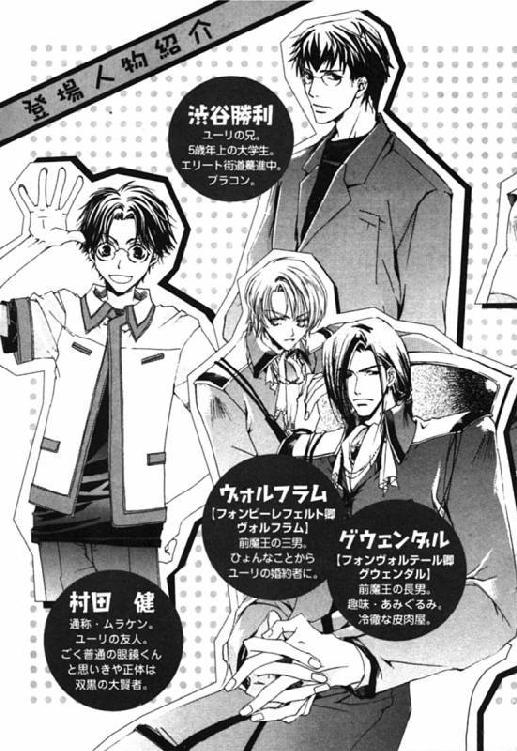 登場人物紹介
渋谷勝利
ユーリの兄。
5歳年上の大学生。
エリート街道驀進中。
ブラコン。
ヴォルフラム
【フォンビーレフェルト卿
ヴォルフラム】
前魔王の三男。
ひょんなことから
ユーリの婚約者に。
グウェンダル
【フォンヴォルテール卿
グウェンダル】
前魔王の長男。
趣味・あみぐるみ。
冷徹な皮肉屋。
村田 健
通称・ムラケン。
ユーリの友人。
ごく普通の眼鏡くん
と思いきや正体は
双黒の大賢者。